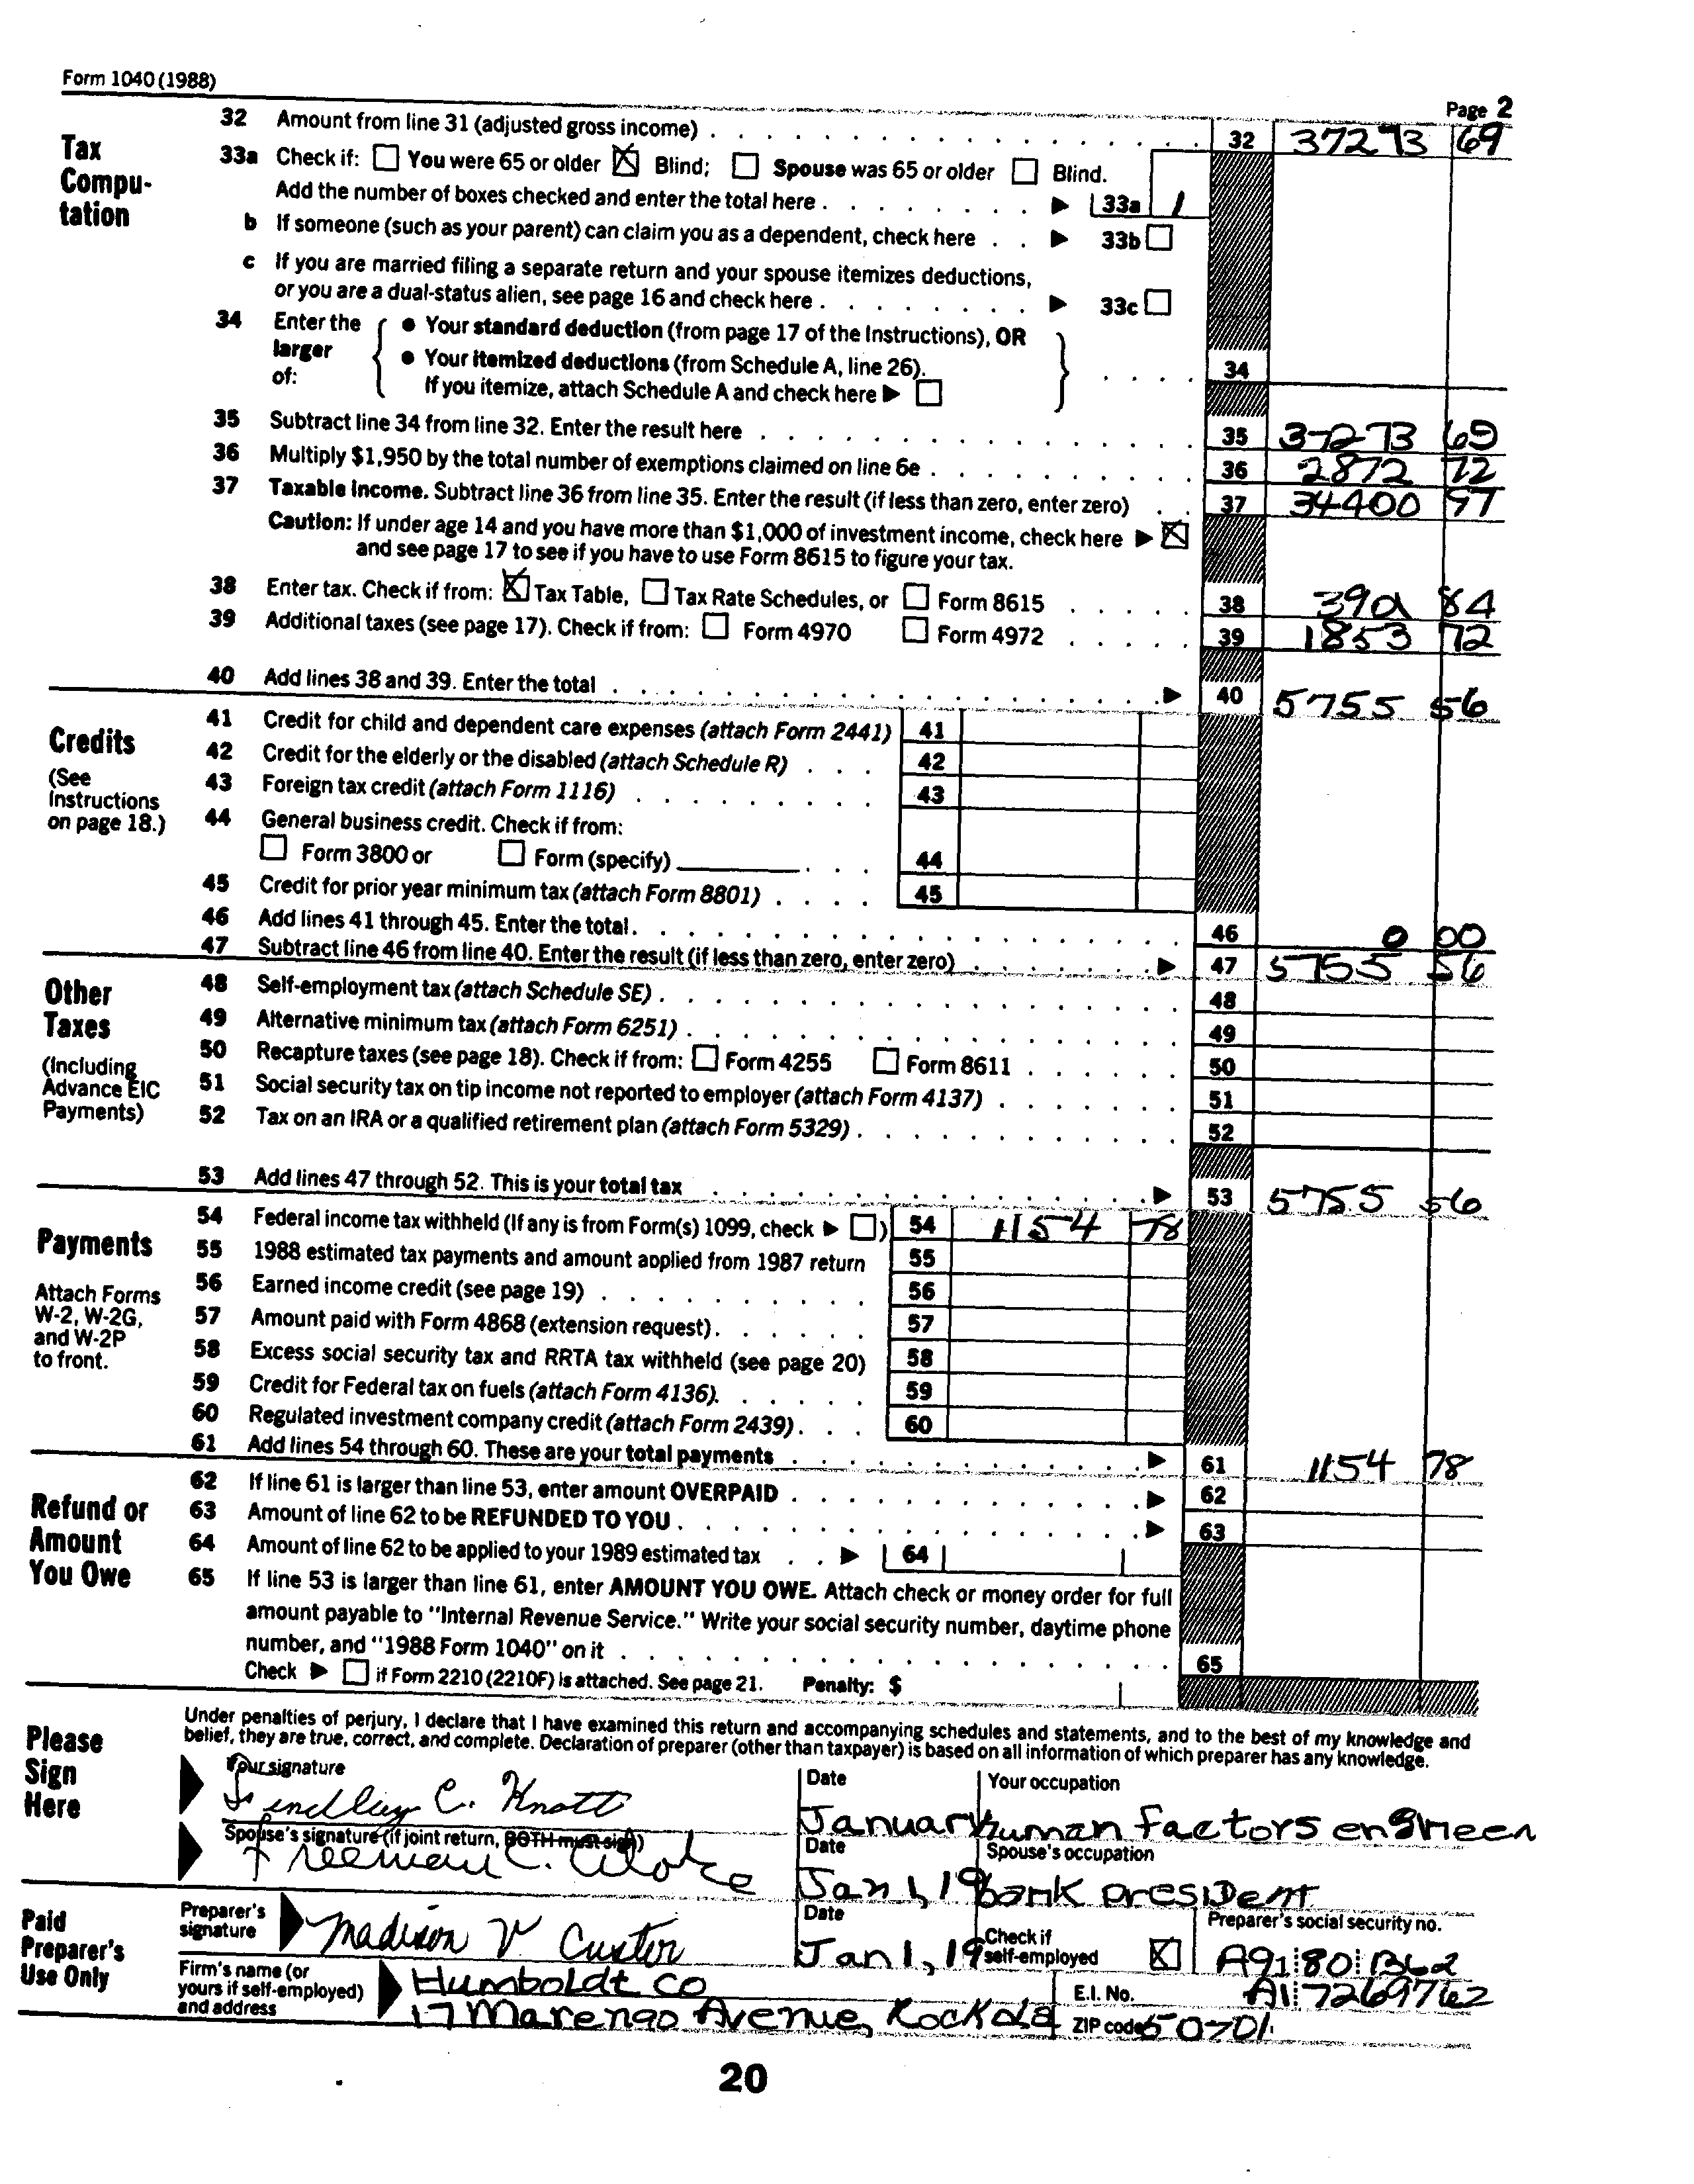 Form 1040 (1988)
Page 2
Tax Compu-tation
32 Amount from line 31 (adjusted gross income) 32 37273 69
33a Check if: You were 65 or older Blind; Spouse was 65 or older Blind.
Add the number of boxes checked and enter the total here 33a 1
b If someone (such as your parent) can claim you as a dependent, check here 33b
c If you are married filing a separate return and your spouse itemizes deductions,
or you are a dual-status alien, see page 16 and check here 33c
34 Enter the larger of:
• Your standard deduction (from page 17 of the Instructions), OR
• Your itemized deductions (from Schedule A, line 26).
If you itemize, attach Schedule A and check here 34
35 Subtract line 34 from line 32. Enter the result here 35 37273 69
36 Multiply $1,950 by the total number of exemptions claimed on line 6e 36 2872 72
37 Taxable income. Subtract line 36 from line 35. Enter the result (if less than zero, enter zero) 37 34400 97
Caution: If under age 14 and you have more than $1,000 of investment income, check here
and see page 17 to see if you have to use Form 8615 to figure your tax.
38 Enter tax. Check if from: Tax Table, Tax Rate Schedules, or Form 8615 38 84
39 Additional taxes (see page 17). Check if from: Form 4970 Form 4972 39 1853 72
40 Add lines 38 and 39. Enter the total 40 5755 56
Credits
(See Instructions on page 18.)
41 Credit for child and dependent care expenses (attach Form 2441) 41
42 Credit for the elderly or the disabled (attach Schedule R) 42
43 Foreign tax credit (attach Form 1116) 43
44 General business credit. Check if from:
Form 3800 or Form (specify) 44
45 Credit for prior year minimum tax (attach Form 8801) 45
46 Add lines 41 through 45. Enter the total. 46 0 00
47 Subtract line 46 from line 40. Enter the result (if less than zero, enter zero) 47 5755 56
Other Taxes
(Including Advance EIC Payments)
48 Self-employment tax (attach Schedule SE) 48
49 Alternative minimum tax (attach Form 6251) 49
50 Recapture taxes (see page 18). Check if from: Form 4255 Form 8611 50
51 Social security tax on tip income not reported to employer (attach Form 4137) 51
52 Tax on an IRA or a qualified retirement plan (attach Form 5329) 52
53 Add lines 47 through 52. This is your total tax 53 5755 56
Payments
Attach Forms W-2, W-2G, and W-2P to front.
54 Federal income tax withheld (If any is from Form(s) 1099, check ) 54 1154 78
55 1988 estimated tax payments and amount applied from 1987 return 55
56 Earned income credit (see page 19) 56
57 Amount paid with Form 4868 (extension request) 57
58 Excess social security tax and RRTA tax withheld (see page 20) 58
59 Credit for Federal tax on fuels (attach Form 4136). 59
60 Regulated investment company credit (attach Form 2439) 60
61 Add lines 54 through 60. These are your total payments 61 1154 78
Refund or Amount You Owe
62 If line 61 is larger than line 53, enter amount OVERPAID 62
63 Amount of line 62 to be REFUNDED TO YOU 63
64 Amount of line 62 to be applied to your 1989 estimated tax 64
65 If line 53 is larger than line 61, enter AMOUNT YOU OWE. Attach check or money order for full
amount payable to "Internal Revenue Service." Write your social security number, daytime phone
number, and "1988 Form 1040" on it 65
Check if Form 2210 (2210F) is attached. See page 21. Penalty: $
Please Sign Here
Under penalties of perjury, I declare that I have examined this return and accompanying schedules and statements, and to the best of my knowledge and
belief, they are true, correct, and complete. Declaration of preparer (other than taxpayer) is based on all information of which preparer has any knowledge.
Your signature Date Your occupation
C. Knott January human factors engineer
Spouse's signature (if joint return, BOTH must sign) Date Spouse's occupation
Freeman C. Jan 1, 19 bank president
Paid Preparer's Use Only
Preparer's signature Date Check if self-employed Preparer's social security no.
Madison V Custer Jan 1, 19 A91 80 1362
Firm's name (or yours if self-employed) and address
Humboldt CO E.I. No. A1 7269762
17 Marengo Avenue, ZIP code 50701
20